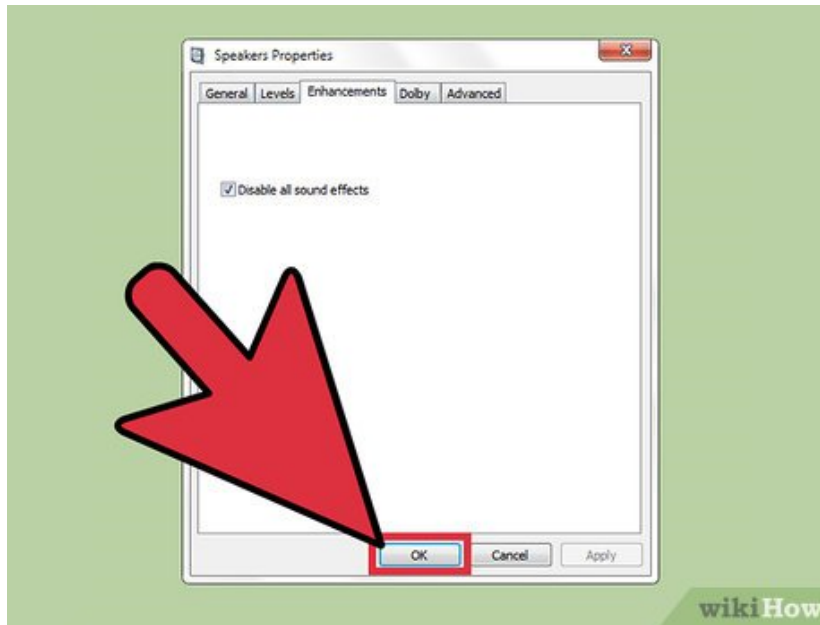 Speakers Properties
General Levels Enhancements Dolby Advanced
Disable all sound effects
OK Cancel Apply
wikiHow